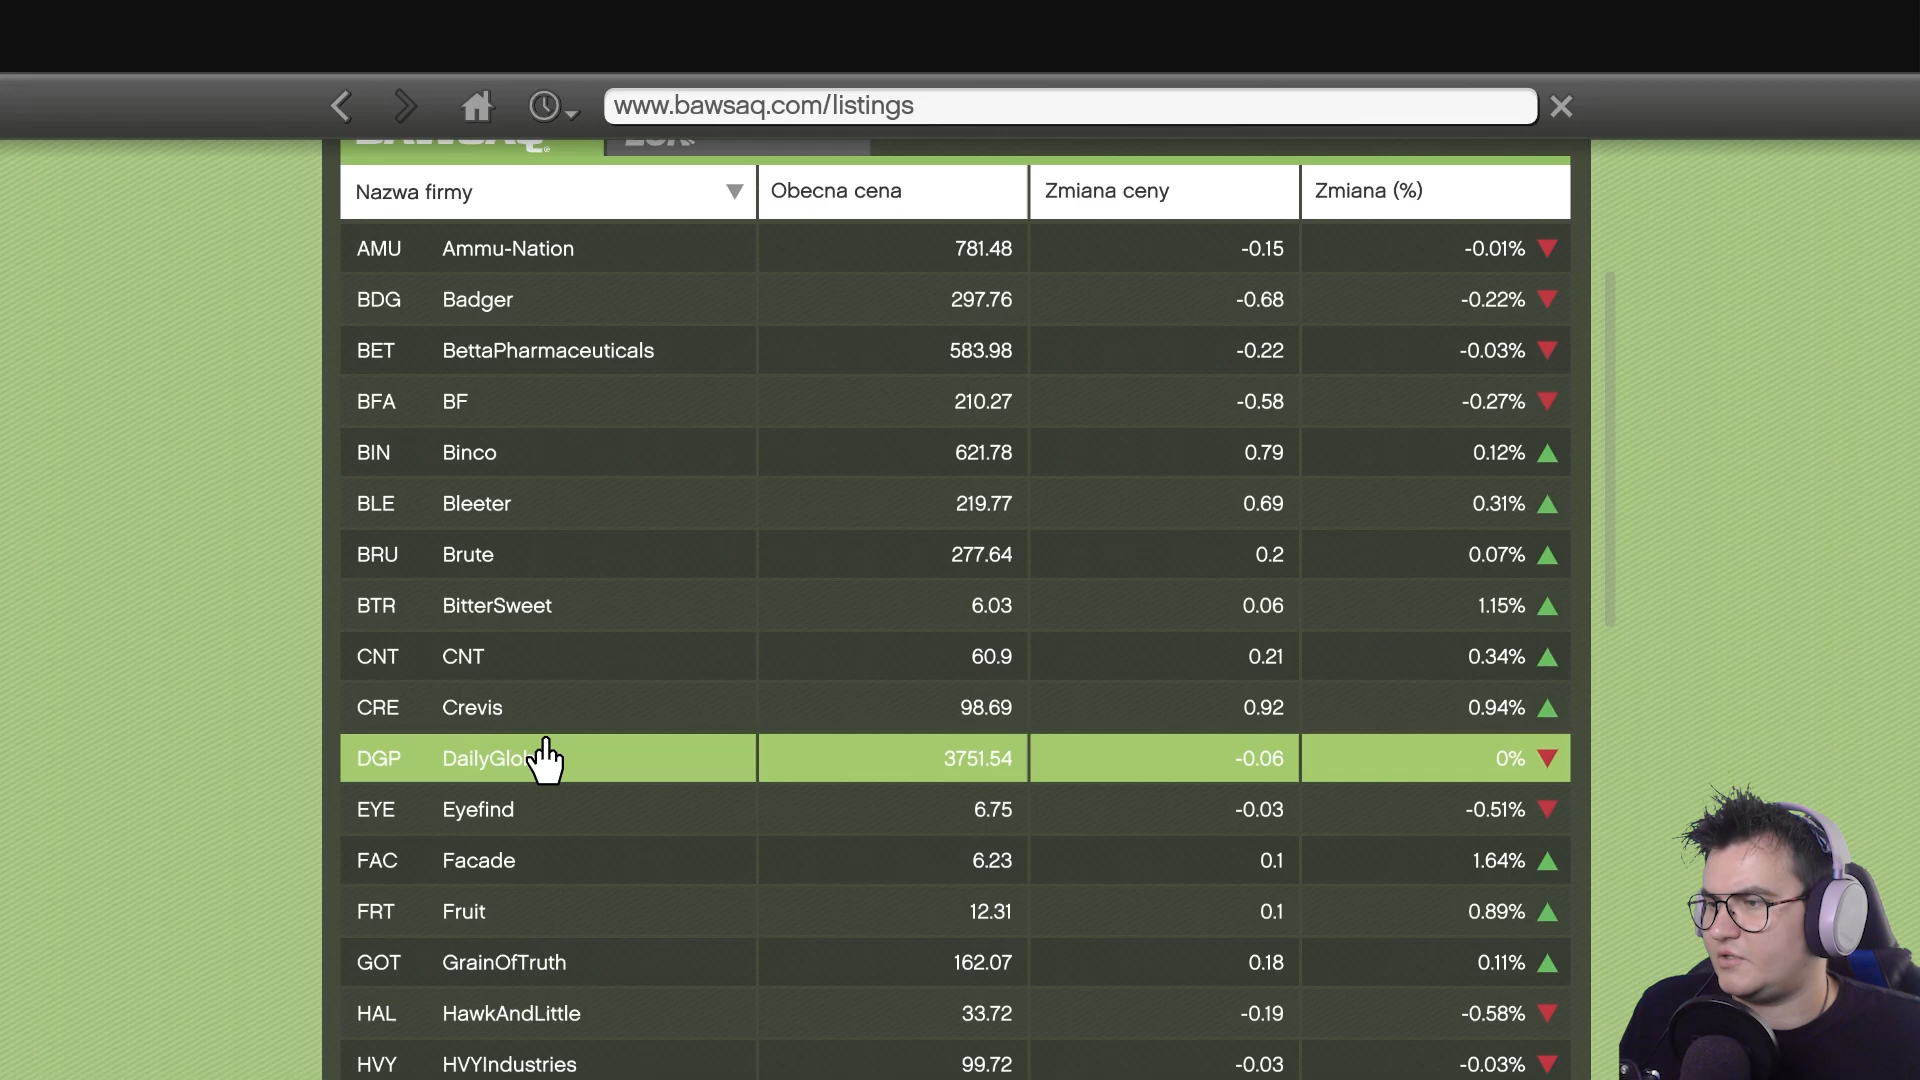 www.bawsaq.com/listings
BAWSAQ
Nazwa firmy Obecna cena Zmiana ceny Zmiana (%)
AMU Ammu-Nation 781.48 -0.15 -0.01%
BDG Badger 297.76 -0.68 -0.22%
BET BettaPharmaceuticals 583.98 -0.22 -0.03%
BFA BF 210.27 -0.58 -0.27%
BIN Binco 621.78 0.79 0.12%
BLE Bleeter 219.77 0.69 0.31%
BRU Brute 277.64 0.2 0.07%
BTR BitterSweet 6.03 0.06 1.15%
CNT CNT 60.9 0.21 0.34%
CRE Crevis 98.69 0.92 0.94%
DGP 3751.54 -0.06 0%
EYE Eyefind 6.75 -0.03 -0.51%
FAC Facade 6.23 0.1 1.64%
FRT Fruit 12.31 0.1 0.89%
GOT GrainOfTruth 162.07 0.18 0.11%
HAL HawkAndLittle 33.72 -0.19 -0.58%
HVY HVYIndustries 99.72 -0.03 -0.03%